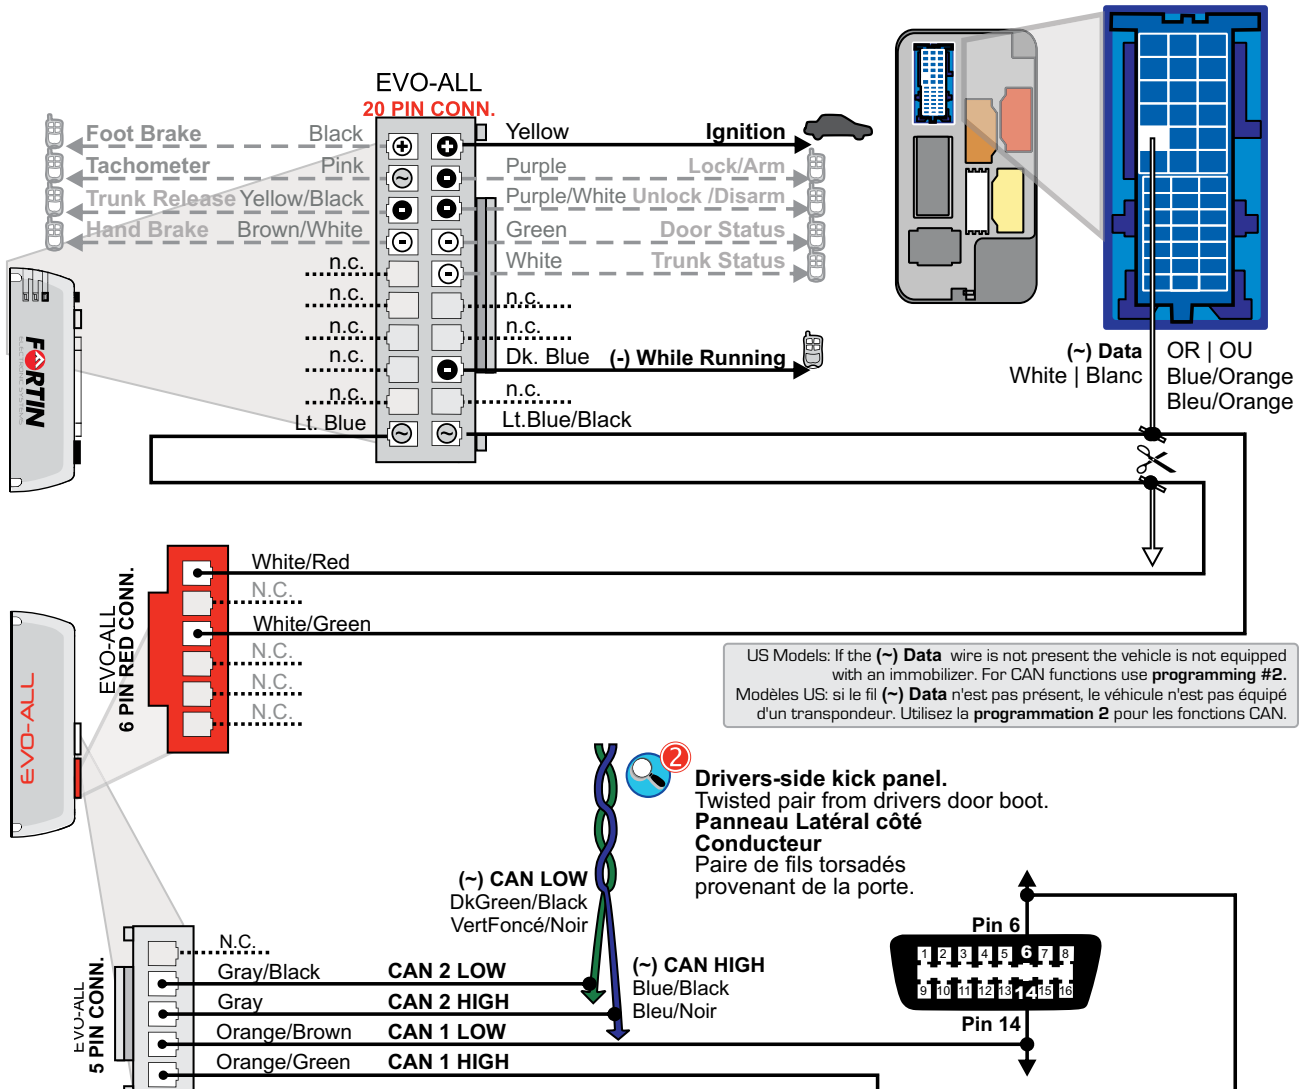 EVO-ALL
20 PIN CONN.
Foot Brake Black
Tachometer Pink
Trunk Release Yellow/Black
Hand Brake Brown/White
n.c.
n.c.
n.c.
n.c.
n.c.
Lt. Blue
Yellow Ignition
Purple Lock/Arm
Purple/White Unlock /Disarm
Green Door Status
White Trunk Status
n.c.
n.c.
Dk. Blue (-) While Running
n.c.
Lt.Blue/Black
(~) Data
White | Blanc
OR | OU
Blue/Orange
Bleu/Orange
FORTIN
ELECTRONIC SYSTEMS
EVO-ALL
6 PIN RED CONN.
White/Red
N.C.
White/Green
N.C.
N.C.
N.C.
US Models: If the (~) Data wire is not present the vehicle is not equipped
with an immobilizer. For CAN functions use programming #2.
Modèles US: si le fil (~) Data n'est pas présent, le véhicule n'est pas équipé
d'un transpondeur. Utilisez la programmation 2 pour les fonctions CAN.
EVO-ALL
2
Drivers-side kick panel.
Twisted pair from drivers door boot.
Panneau Latéral côté
Conducteur
Paire de fils torsadés
provenant de la porte.
(~) CAN LOW
DkGreen/Black
VertFoncé/Noir
(~) CAN HIGH
Blue/Black
Bleu/Noir
Pin 6
1 2 3 4 5 6 7 8
9 10 11 12 13 14 15 16
Pin 14
EVO-ALL
5 PIN CONN.
N.C.
Gray/Black CAN 2 LOW
Gray CAN 2 HIGH
Orange/Brown CAN 1 LOW
Orange/Green CAN 1 HIGH